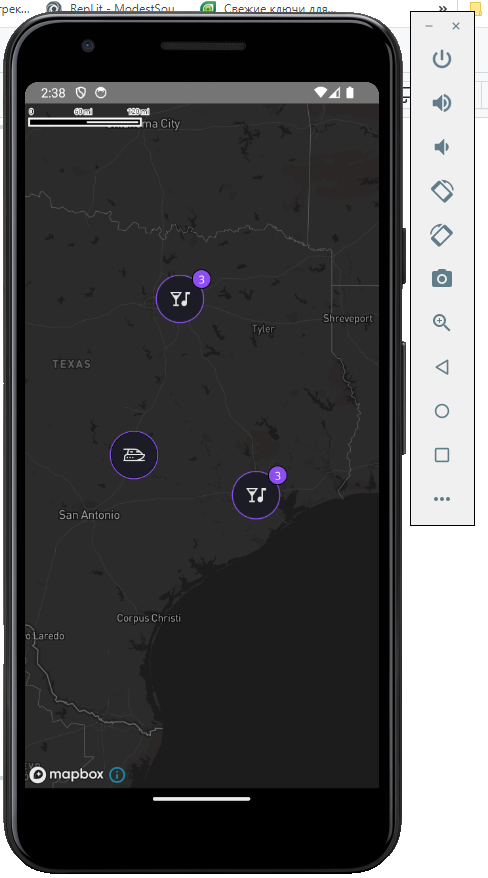 трек...
RepLit - ModestSou...
Свежие ключи для...
»
2:38
0 60 mi 120 mi
ma City
3
Shreveport
Tyler
TEXAS
3
San Antonio
Corpus Christi
o Laredo
mapbox